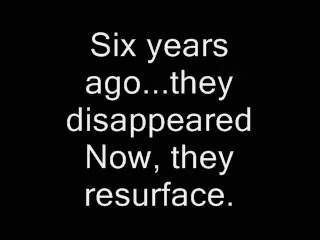 Six years
ago...they
disappeared
Now, they
resurface.